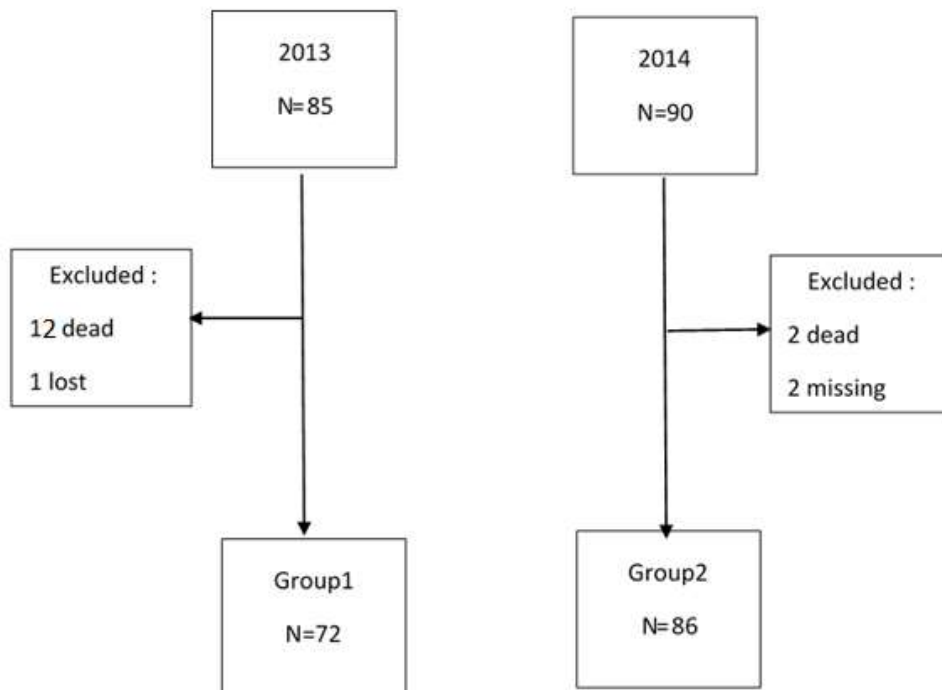 2013
N=85
2014
N=90
Excluded :
12 dead
1 lost
Excluded :
2 dead
2 missing
Group1
N=72
Group2
N=86